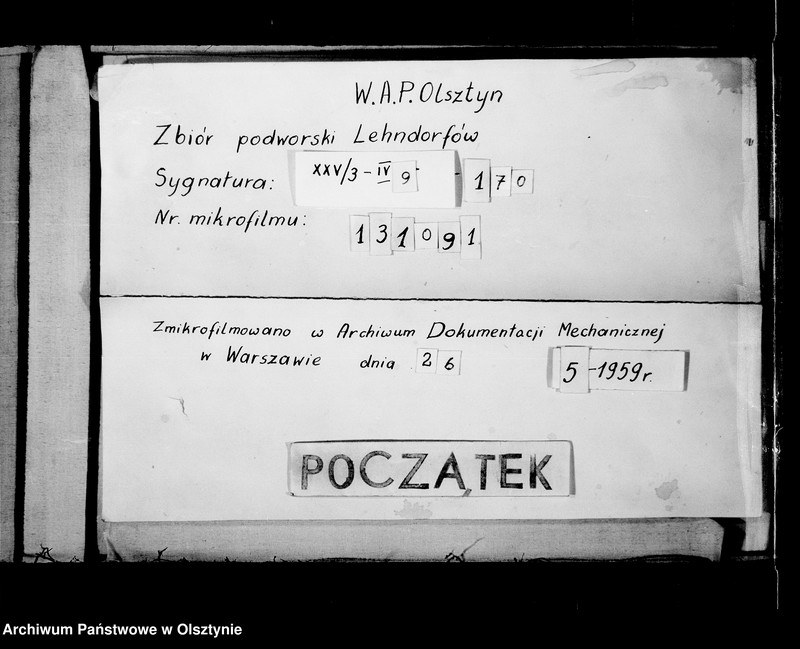 W.A.P. Olsztyn
Zbiór podworski Lehndorfów
Sygnatura: XXV/3 - IV 9 - 170
Nr. mikrofilmu: 131091
Zmikrofilmowano w Archiwum Dokumentacji Mechanicznej
w Warszawie dnia 26 5 - 1959 r.
POCZĄTEK
Archiwum Państwowe w Olsztynie